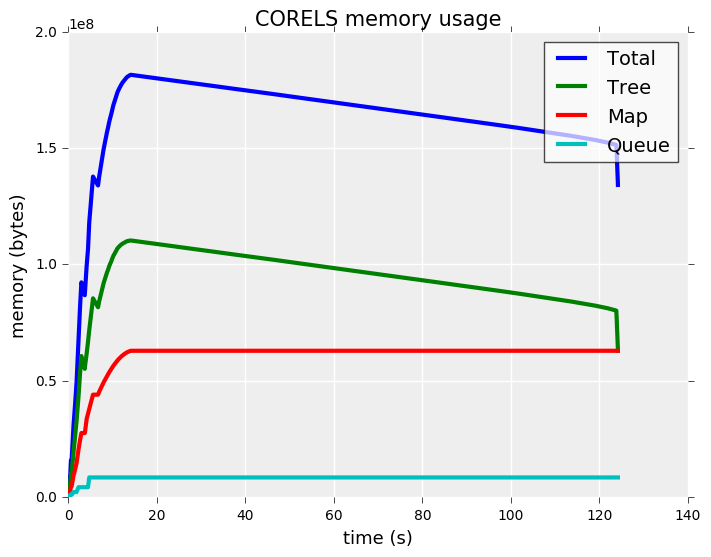 CORELS memory usage
1e8
2.0
1.5
1.0
0.5
0.0
memory (bytes)
Total
Tree
Map
Queue
0 20 40 60 80 100 120 140
time (s)